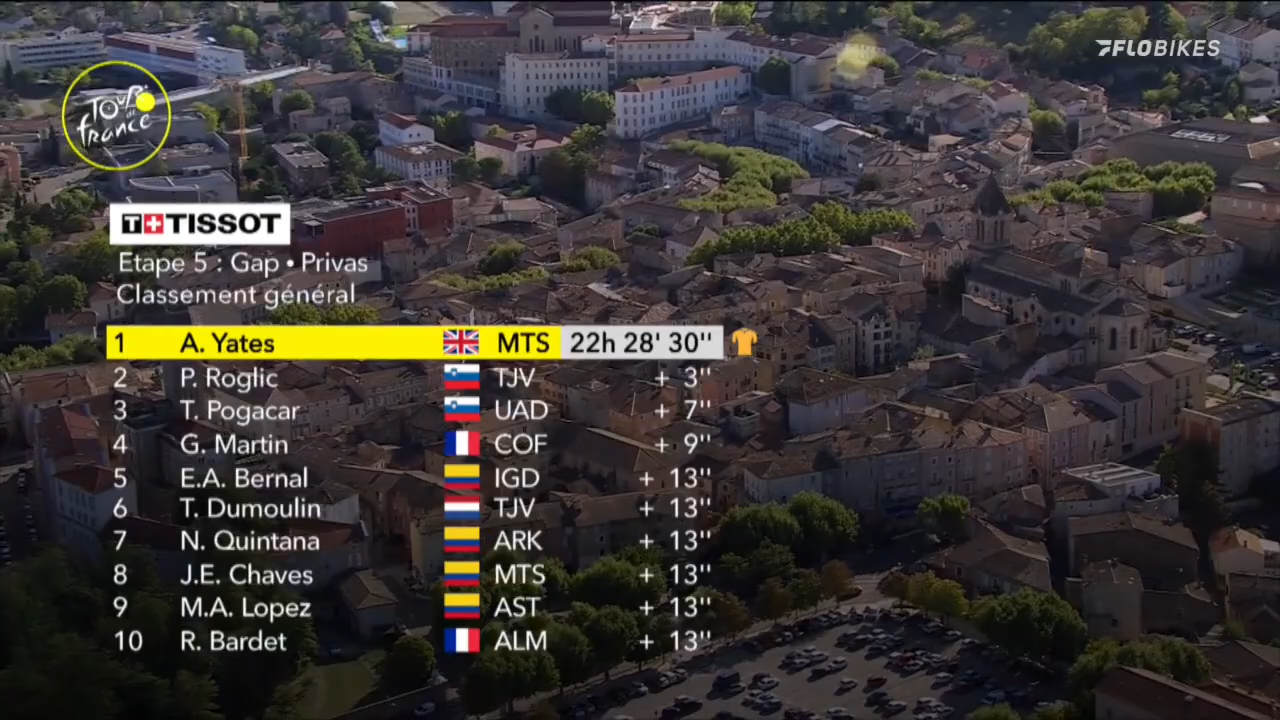 FLOBIKES
TOUR
de
france
T+TISSOT
Etape 5 : Gap • Privas
Classement général
1 A. Yates MTS 22h 28' 30''
2 P. Roglic TJV + 3''
3 T. Pogacar UAD + 7''
4 G. Martin COF + 9''
5 E.A. Bernal IGD + 13''
6 T. Dumoulin TJV + 13''
7 N. Quintana ARK + 13''
8 J.E. Chaves MTS + 13''
9 M.A. Lopez AST + 13''
10 R. Bardet ALM + 13''